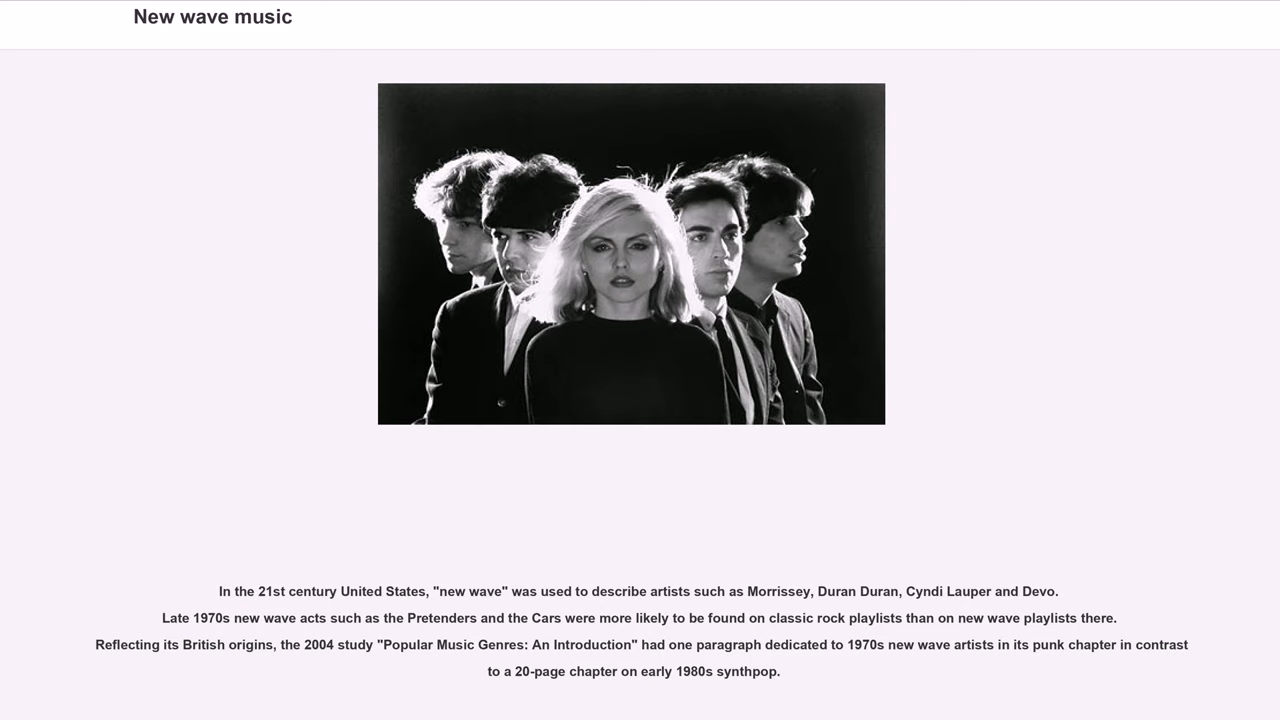 New wave music
In the 21st century United States, "new wave" was used to describe artists such as Morrissey, Duran Duran, Cyndi Lauper and Devo.
Late 1970s new wave acts such as the Pretenders and the Cars were more likely to be found on classic rock playlists than on new wave playlists there.
Reflecting its British origins, the 2004 study "Popular Music Genres: An Introduction" had one paragraph dedicated to 1970s new wave artists in its punk chapter in contrast
to a 20-page chapter on early 1980s synthpop.